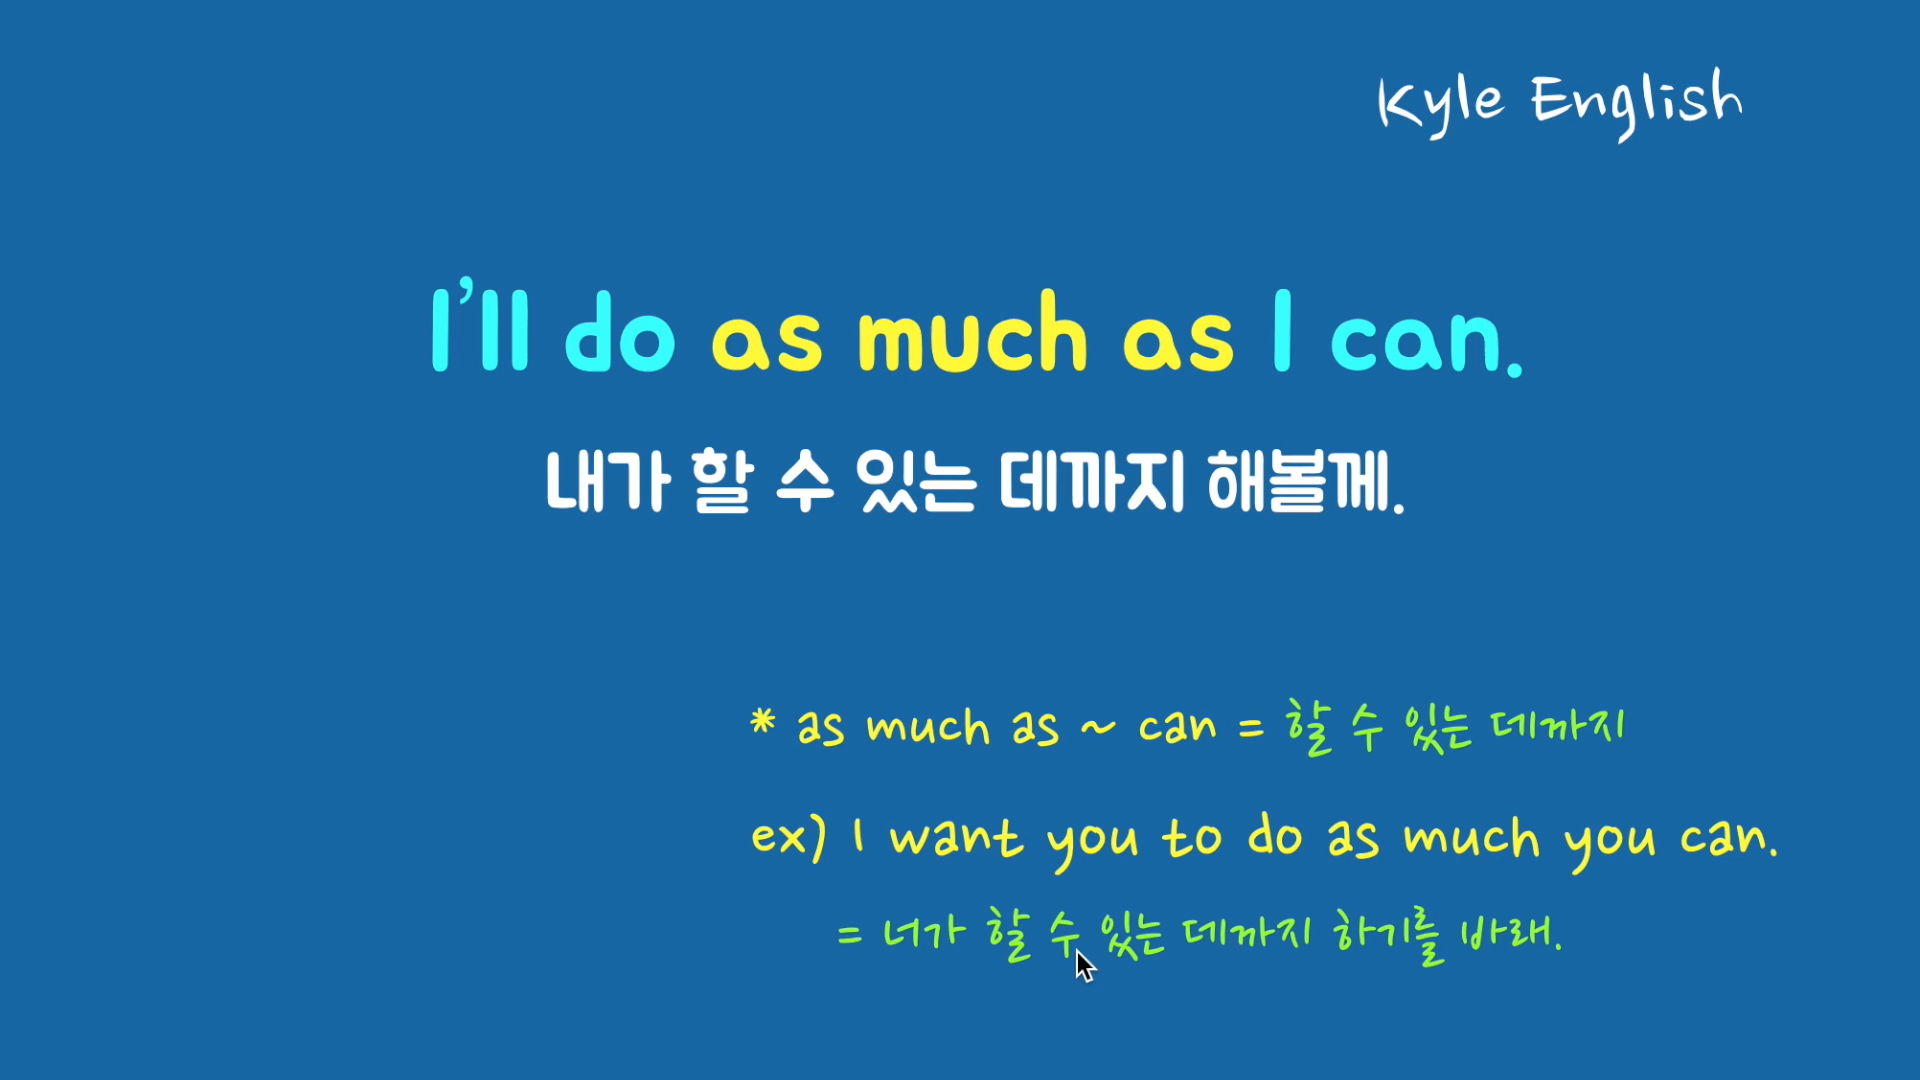 Kyle English
I'll do as much as I can.
내가 할 수 있는 데까지 해볼께.
* as much as ~ can = 할 수 있는 데까지
ex) I want you to do as much you can.
= 너가 할 수 있는 데까지 하기를 바래.